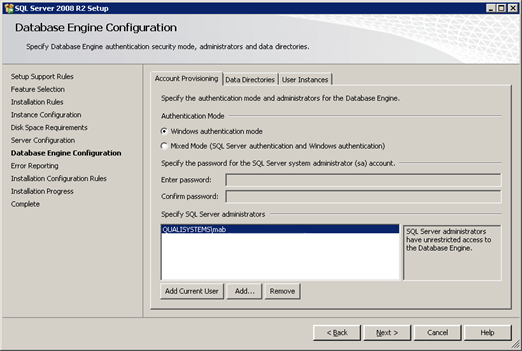 SQL Server 2008 R2 Setup
Database Engine Configuration
Specify Database Engine authentication security mode, administrators and data directories.
Setup Support Rules
Feature Selection
Installation Rules
Instance Configuration
Disk Space Requirements
Server Configuration
Database Engine Configuration
Error Reporting
Installation Configuration Rules
Installation Progress
Complete
Account Provisioning
Data Directories
User Instances
Specify the authentication mode and administrators for the Database Engine.
Authentication Mode
Windows authentication mode
Mixed Mode (SQL Server authentication and Windows authentication)
Specify the password for the SQL Server system administrator (sa) account.
Enter password:
Confirm password:
Specify SQL Server administrators
QUALISYSTEMS\mab
SQL Server administrators
have unrestricted access to
the Database Engine.
Add Current User
Add...
Remove
< Back
Next >
Cancel
Help